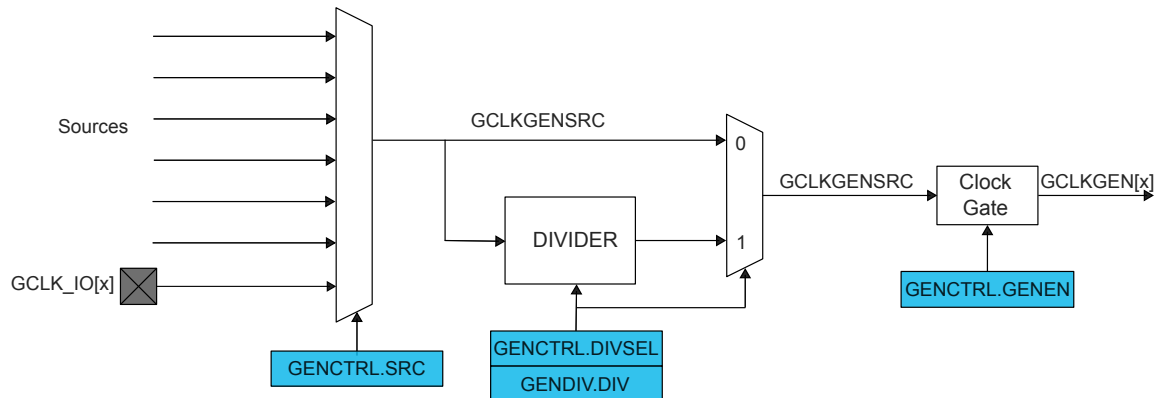 Sources
GCLK_IO[x]
GENCTRL.SRC
GCLKGENSRC
DIVIDER
GENCTRL.DIVSEL
GENDIV.DIV
0
1
GCLKGENSRC
Clock
Gate
GCLKGEN[x]
GENCTRL.GENEN